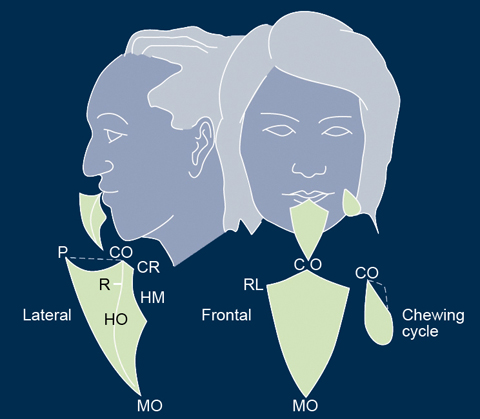 P
CO
CR
R
HM
Lateral
HO
MO
C O
RL
Frontal
MO
CO
Chewing
cycle